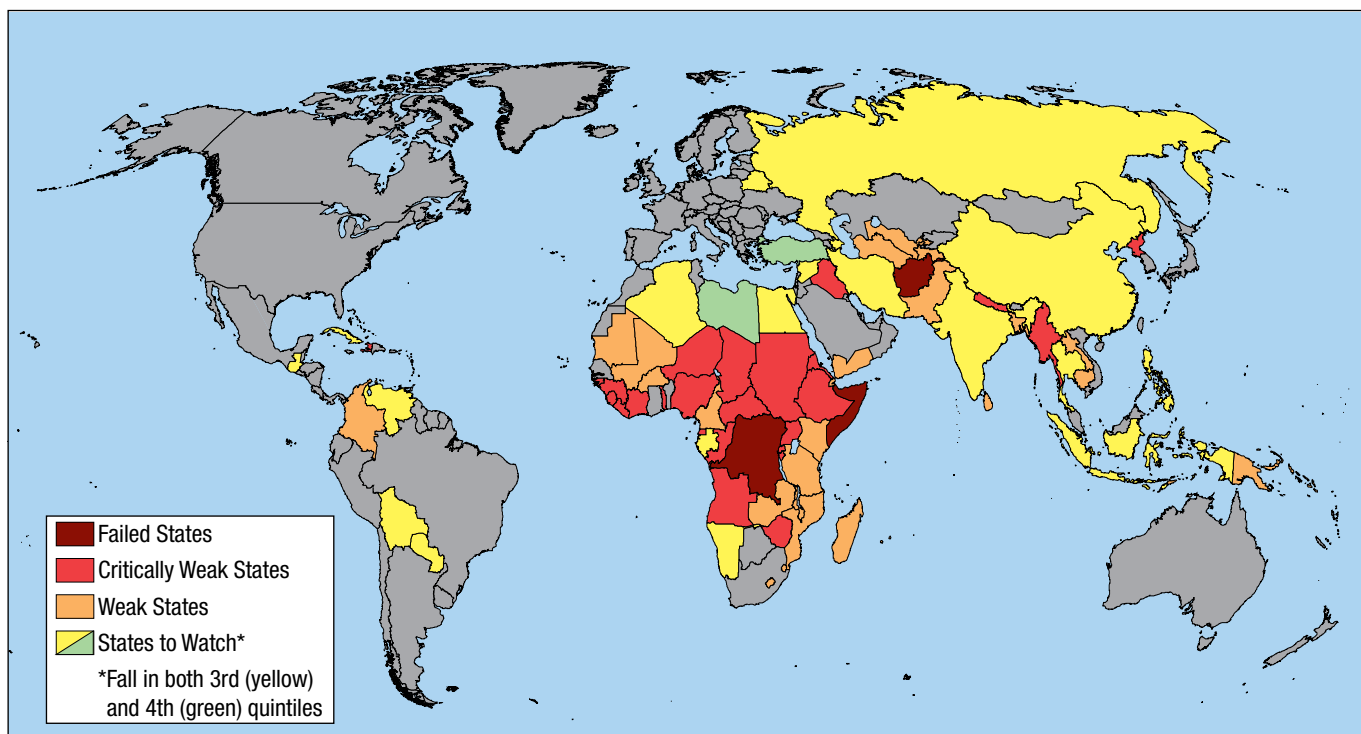 Failed States
Critically Weak States
Weak States
States to Watch*
*Fall in both 3rd (yellow)
and 4th (green) quintiles